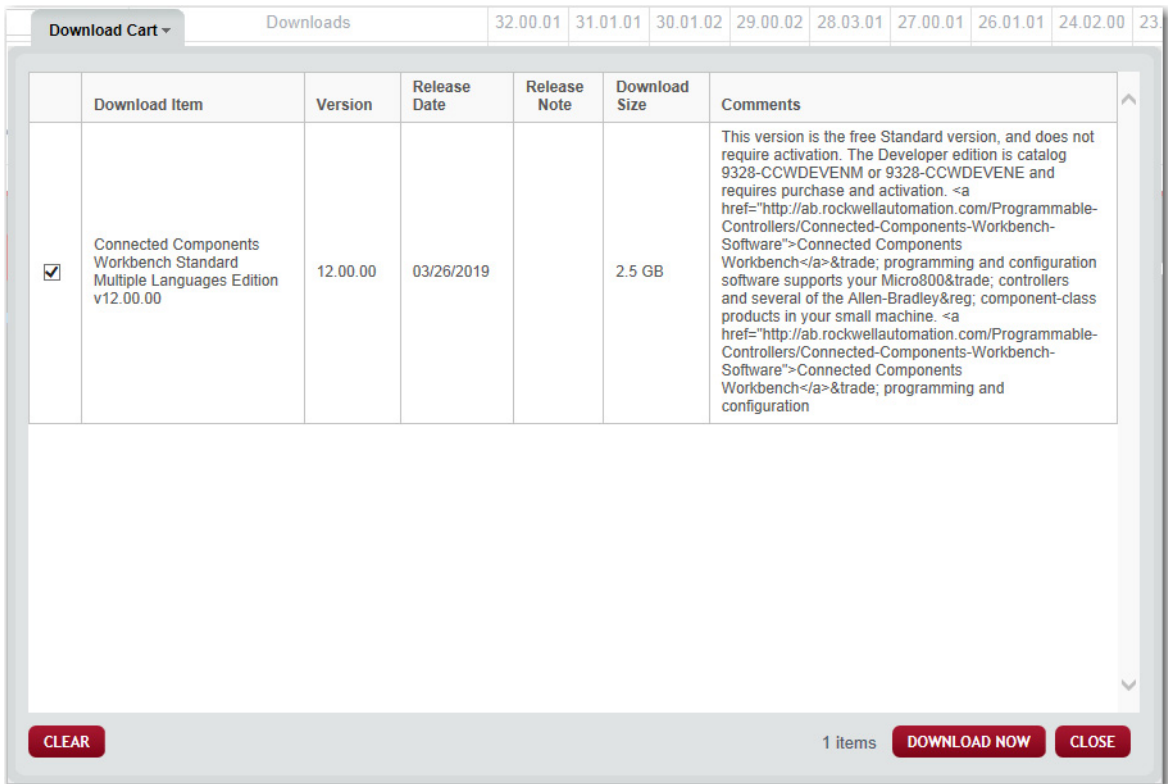 Download Cart
Downloads
32.00.01 31.01.01 30.01.02 29.00.02 28.03.01 27.00.01 26.01.01 24.02.00 23.
Download Item
Version
Release
Date
Release
Note
Download
Size
Comments
Connected Components
Workbench Standard
Multiple Languages Edition
v12.00.00
12.00.00
03/26/2019
2.5 GB
This version is the free Standard version, and does not
require activation. The Developer edition is catalog
9328-CCWDEVENM or 9328-CCWDEVENE and
requires purchase and activation. <a
href="http://ab.rockwellautomation.com/Programmable-
Controllers/Connected-Components-Workbench-
Software">Connected Components
Workbench</a>&trade; programming and configuration
software supports your Micro800&trade; controllers
and several of the Allen-Bradley&reg; component-class
products in your small machine. <a
href="http://ab.rockwellautomation.com/Programmable-
Controllers/Connected-Components-Workbench-
Software">Connected Components
Workbench</a>&trade; programming and
configuration
CLEAR
1 items
DOWNLOAD NOW
CLOSE